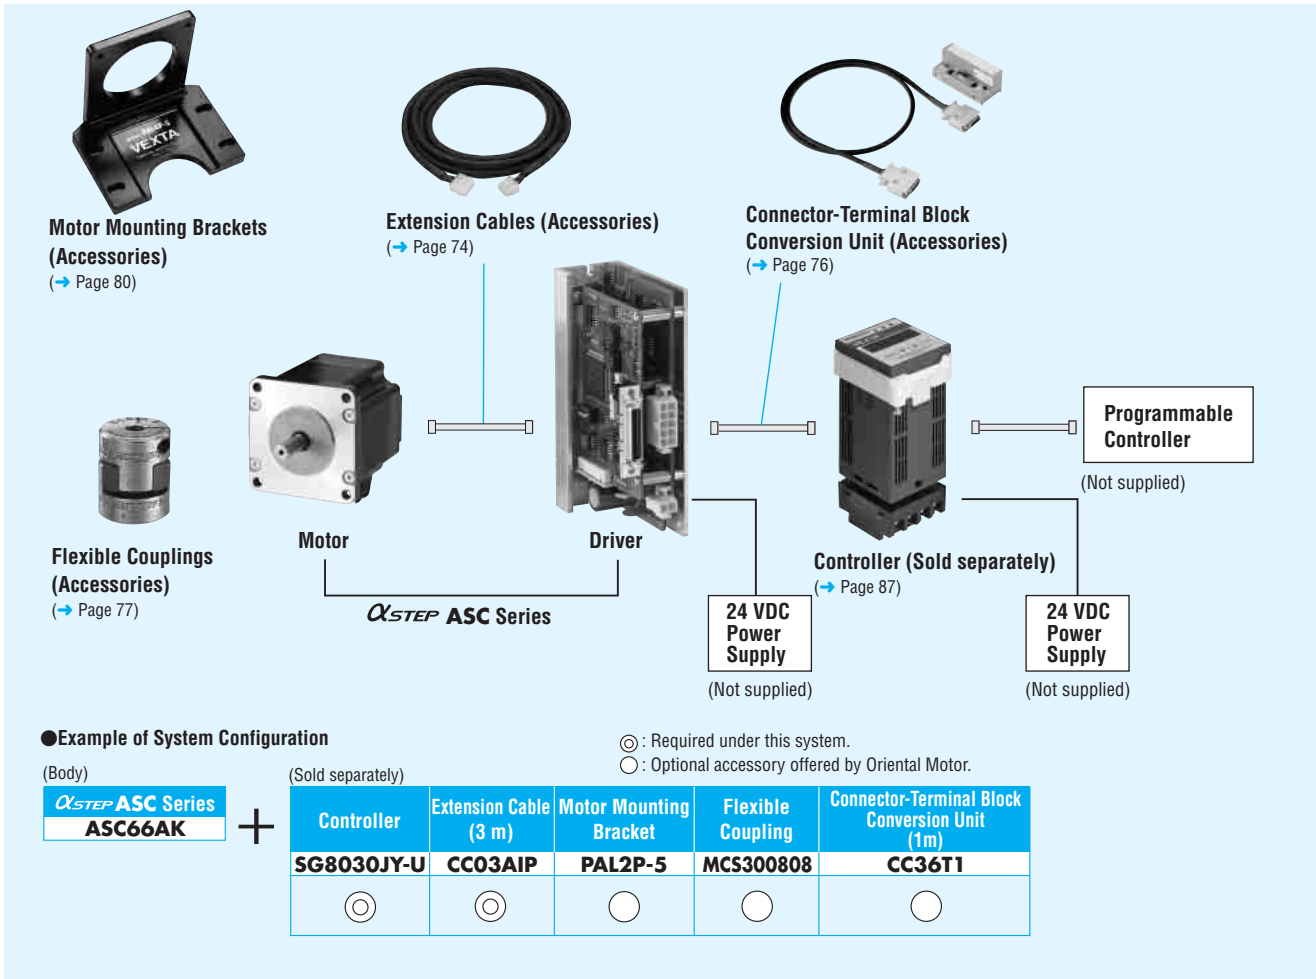 VEXTA
Motor Mounting Brackets
(Accessories)
(➜ Page 80)
Extension Cables (Accessories)
(➜ Page 74)
Connector-Terminal Block
Conversion Unit (Accessories)
(➜ Page 76)
Programmable
Controller
(Not supplied)
Flexible Couplings
(Accessories)
(➜ Page 77)
Motor
Driver
αSTEP ASC Series
Controller (Sold separately)
(➜ Page 87)
24 VDC
Power
Supply
(Not supplied)
24 VDC
Power
Supply
(Not supplied)
●Example of System Configuration
◎: Required under this system.
○: Optional accessory offered by Oriental Motor.
(Body)
αSTEP ASC Series
ASC66AK
+
(Sold separately)
Controller
Extension Cable
(3 m)
Motor Mounting
Bracket
Flexible
Coupling
Connector-Terminal Block
Conversion Unit
(1m)
SG8030JY-U CC03AIP PAL2P-5 MCS300808 CC36T1
◎ ◎ ○ ○ ○